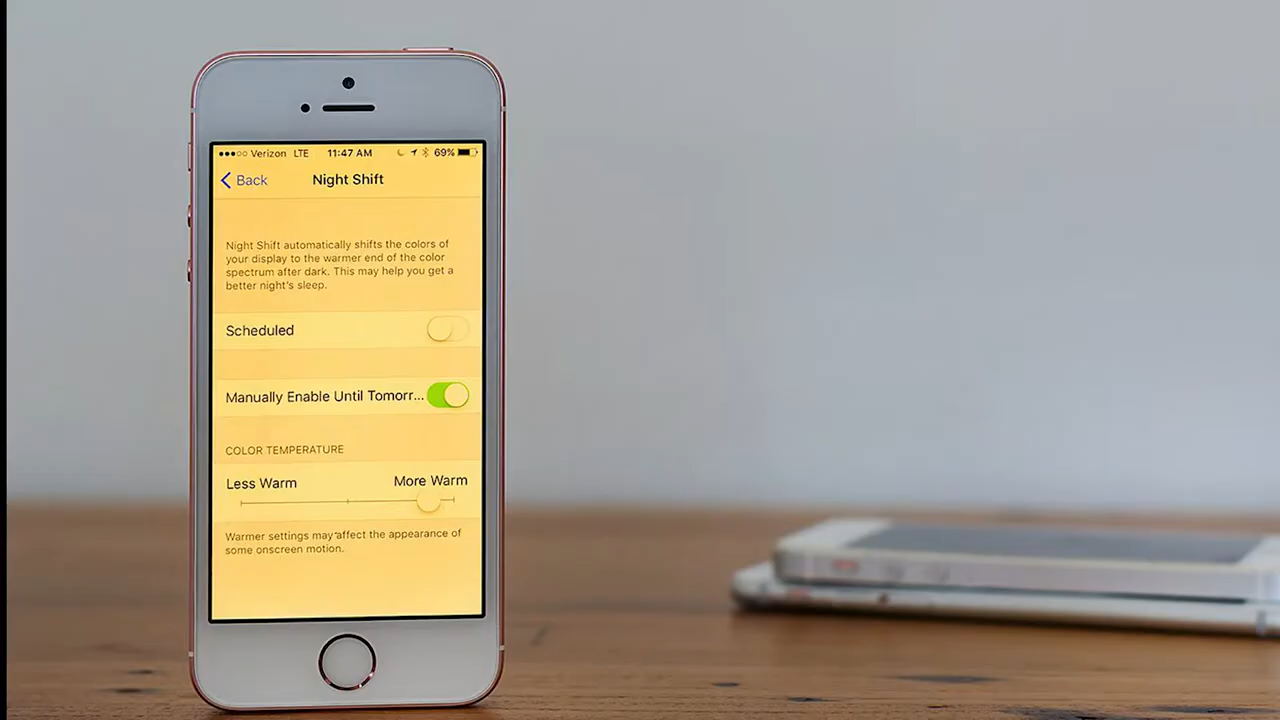 Verizon LTE 11:47 AM 69%
Back Night Shift
Night Shift automatically shifts the colors of
your display to the warmer end of the color
spectrum after dark. This may help you get a
better night's sleep.
Scheduled
Manually Enable Until Tomorr...
COLOR TEMPERATURE
Less Warm More Warm
Warmer settings may affect the appearance of
some onscreen motion.